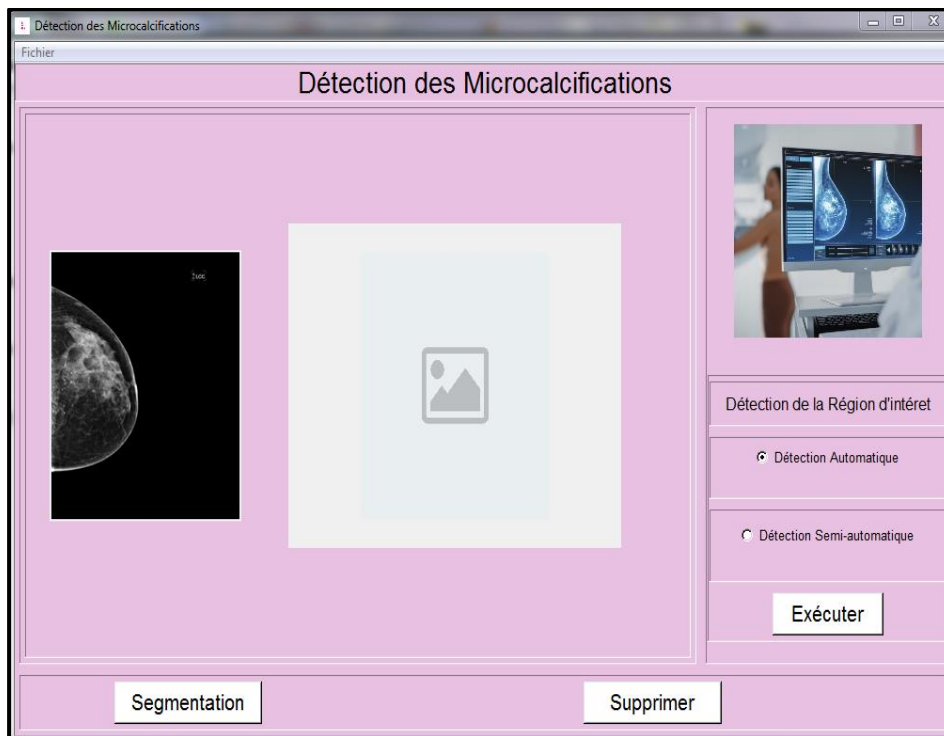 Détection des Microcalcifications
Fichier
Détection des Microcalcifications
LCC
Détection de la Région d'intéret
Détection Automatique
Détection Semi-automatique
Exécuter
Segmentation
Supprimer